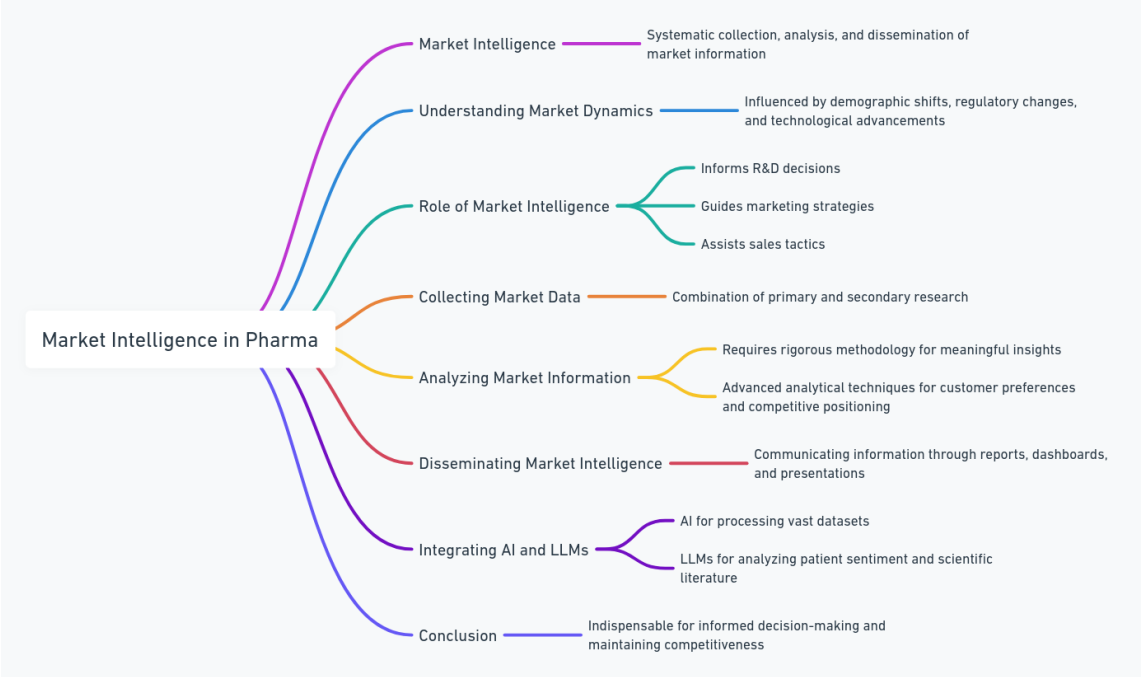 Market Intelligence in Pharma
Market Intelligence
Systematic collection, analysis, and dissemination of
market information
Understanding Market Dynamics
Influenced by demographic shifts, regulatory changes,
and technological advancements
Role of Market Intelligence
Informs R&D decisions
Guides marketing strategies
Assists sales tactics
Collecting Market Data
Combination of primary and secondary research
Analyzing Market Information
Requires rigorous methodology for meaningful insights
Advanced analytical techniques for customer preferences
and competitive positioning
Disseminating Market Intelligence
Communicating information through reports, dashboards,
and presentations
Integrating AI and LLMs
AI for processing vast datasets
LLMs for analyzing patient sentiment and scientific
literature
Conclusion
Indispensable for informed decision-making and
maintaining competitiveness